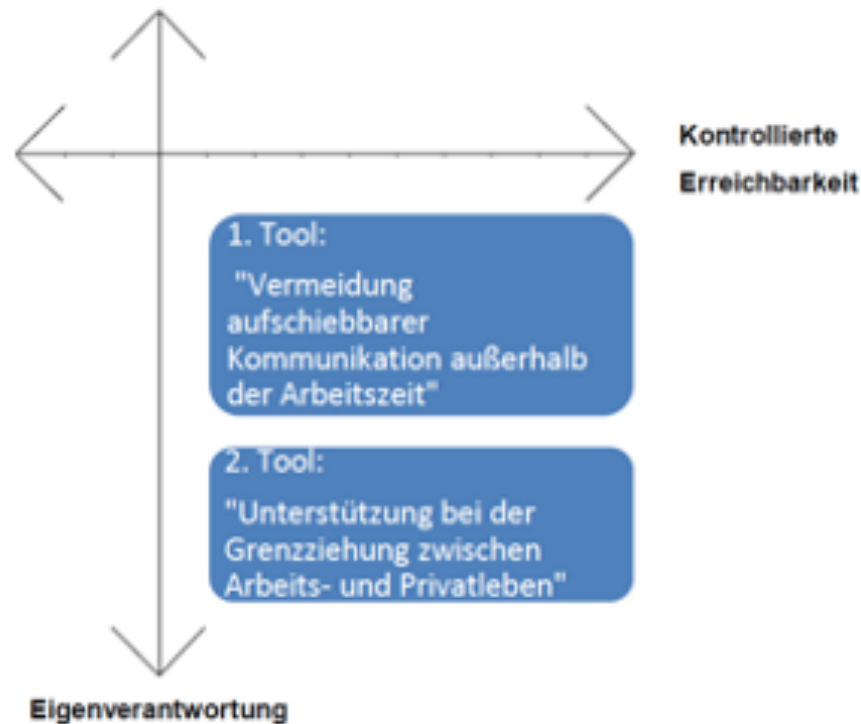 Kontrollierte
Erreichbarkeit
1. Tool:
"Vermeidung
aufschiebbarer
Kommunikation außerhalb
der Arbeitszeit"
2. Tool:
"Unterstützung bei der
Grenzziehung zwischen
Arbeits- und Privatleben"
Eigenverantwortung